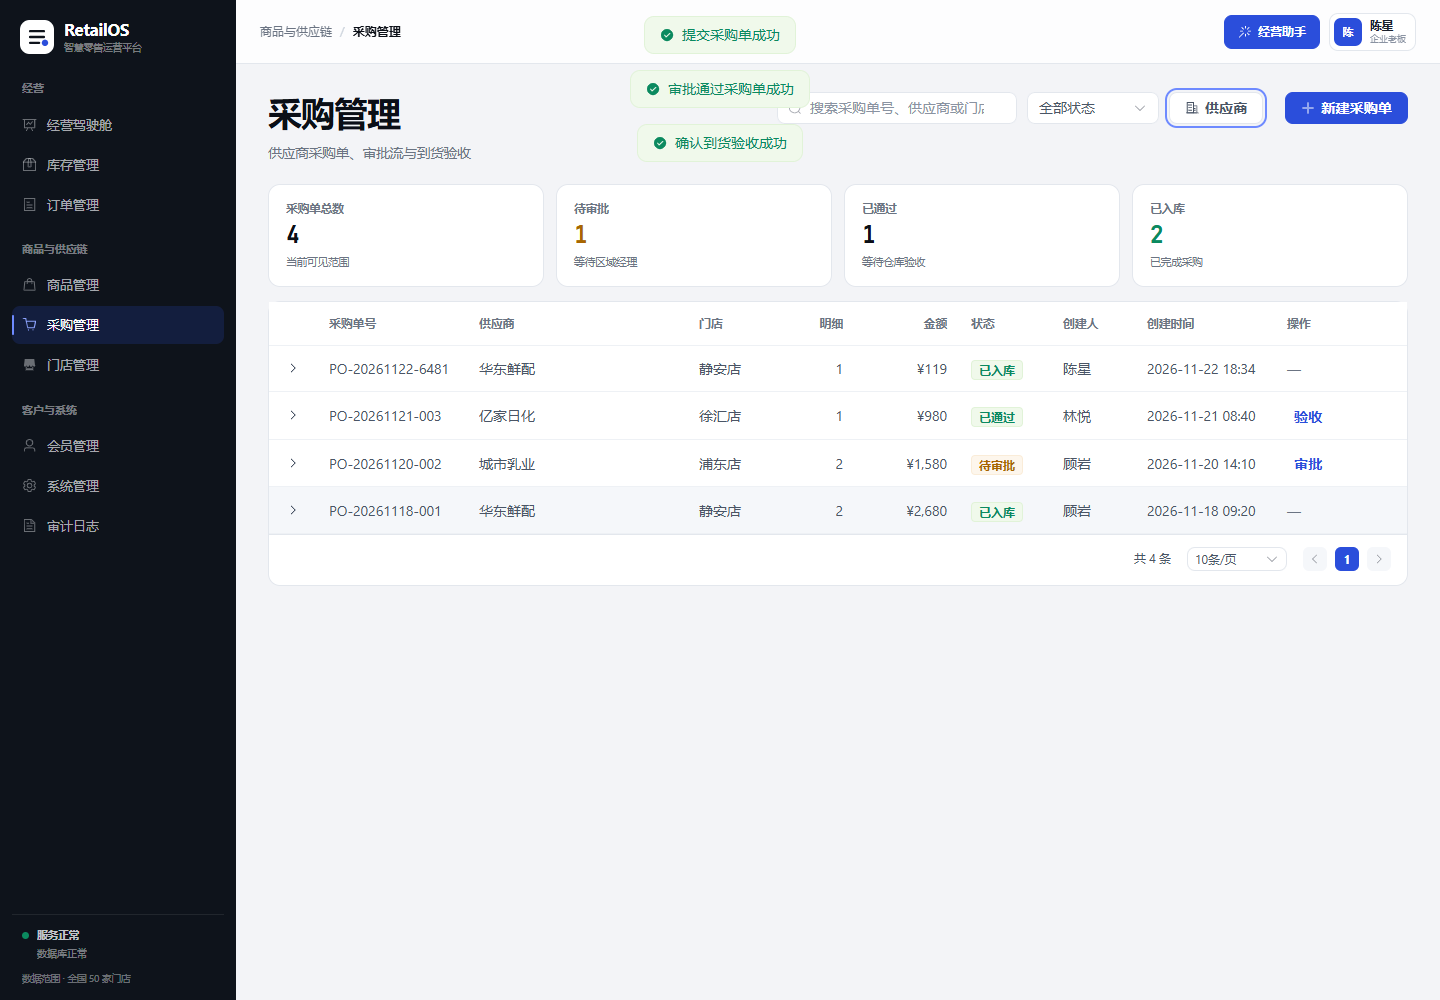 RetailOS
智慧零售运营平台
经营
经营驾驶舱
库存管理
订单管理
商品与供应链
商品管理
采购管理
门店管理
客户与系统
会员管理
系统管理
审计日志
服务正常
数据库正常
数据范围 · 全国 50 家门店
商品与供应链 / 采购管理
提交采购单成功
审批通过采购单成功
确认到货验收成功
经营助手
陈
陈星
企业老板
采购管理
供应商采购单、审批流与到货验收
搜索采购单号、供应商或门店
全部状态
供应商
新建采购单
采购单总数
4
当前可见范围
待审批
1
等待区域经理
已通过
1
等待仓库验收
已入库
2
已完成采购
采购单号 供应商 门店 明细 金额 状态 创建人 创建时间 操作
PO-20261122-6481 华东鲜配 静安店 1 ¥119 已入库 陈星 2026-11-22 18:34 —
PO-20261121-003 亿家日化 徐汇店 1 ¥980 已通过 林悦 2026-11-21 08:40 验收
PO-20261120-002 城市乳业 浦东店 2 ¥1,580 待审批 顾岩 2026-11-20 14:10 审批
PO-20261118-001 华东鲜配 静安店 2 ¥2,680 已入库 顾岩 2026-11-18 09:20 —
共 4 条 10条/页 1